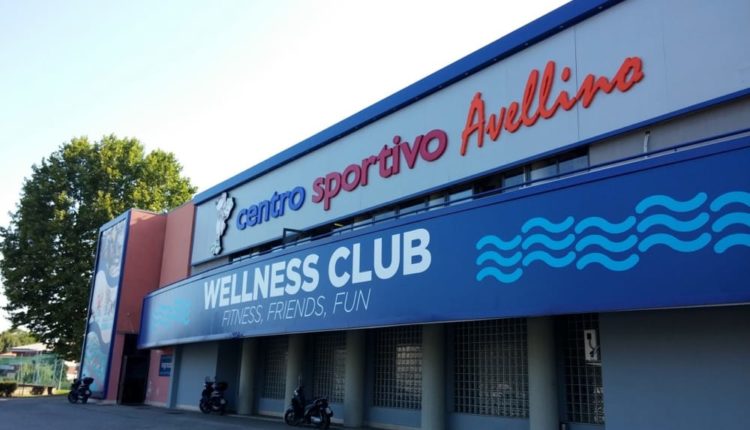 centro sportivo Avellino
WELLNESS CLUB
FITNESS, FRIENDS, FUN